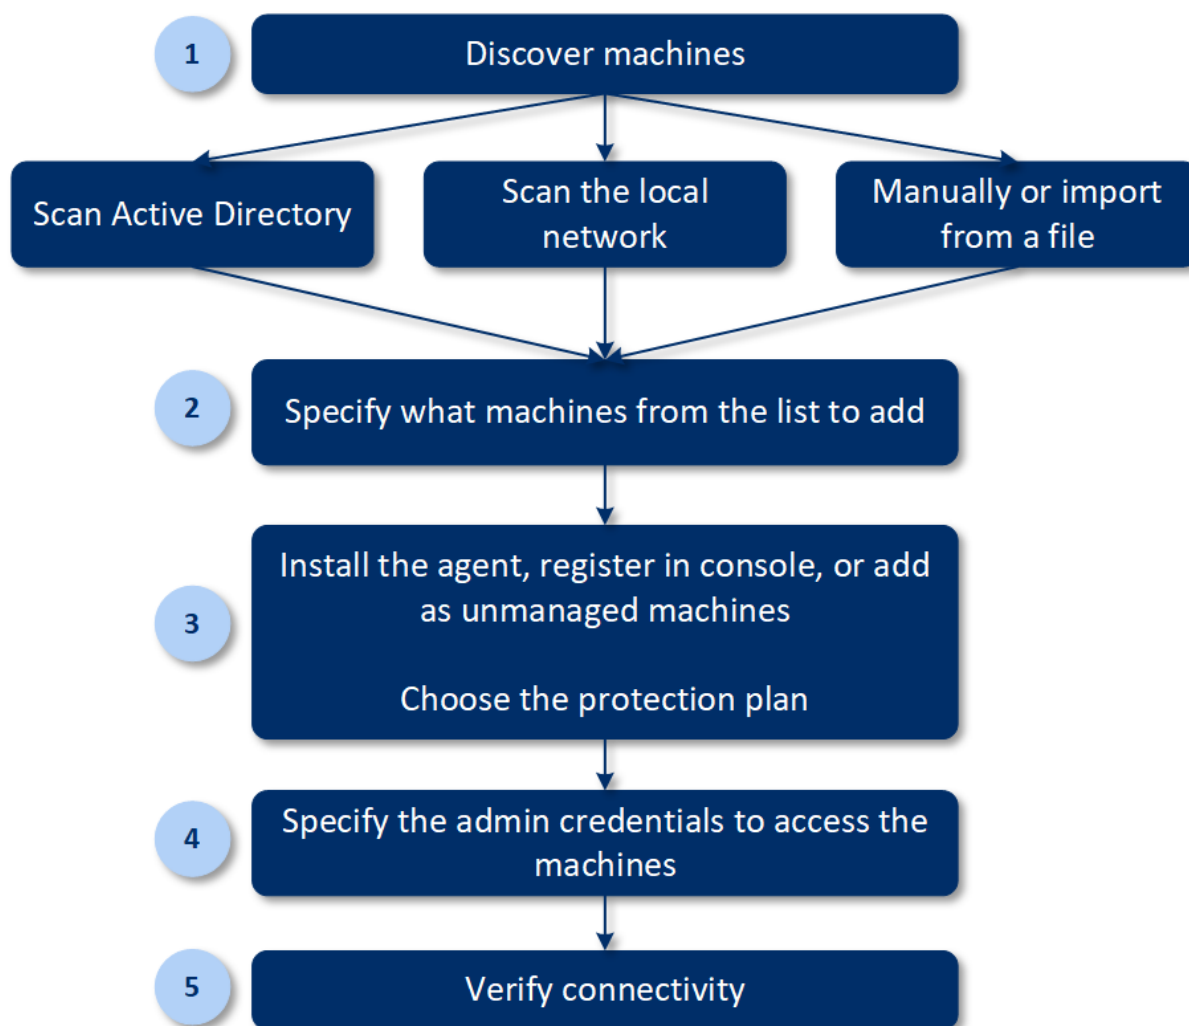 1
Discover machines
Scan Active Directory
Scan the local
network
Manually or import
from a file
2
Specify what machines from the list to add
3
Install the agent, register in console, or add
as unmanaged machines
Choose the protection plan
4
Specify the admin credentials to access the
machines
5
Verify connectivity